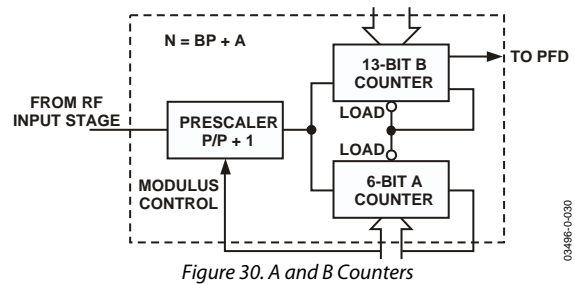 N = BP + A
13-BIT B
COUNTER
TO PFD
FROM RF
INPUT STAGE
PRESCALER
P/P + 1
LOAD
LOAD
MODULUS
CONTROL
6-BIT A
COUNTER
03496-0-030
Figure 30. A and B Counters